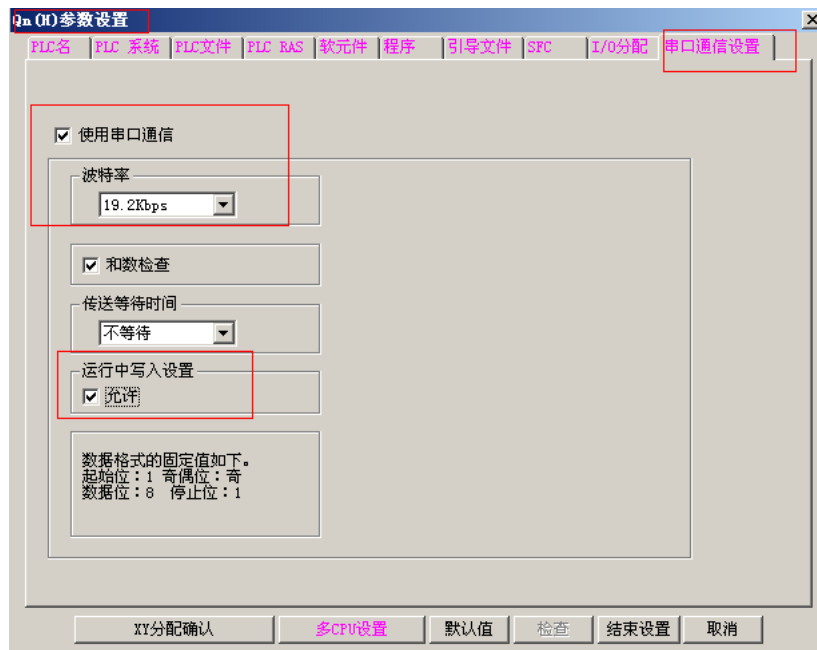 Qn(H)参数设置
PLC名 PLC 系统 PLC文件 PLC RAS 软元件 程序 引导文件 SFC I/O分配 串口通信设置
使用串口通信
波特率
19.2Kbps
和数检查
传送等待时间
不等待
运行中写入设置
允许
数据格式的固定值如下。
起始位：1 奇偶位：奇
数据位：8 停止位：1
XY分配确认 多CPU设置 默认值 检查 结束设置 取消